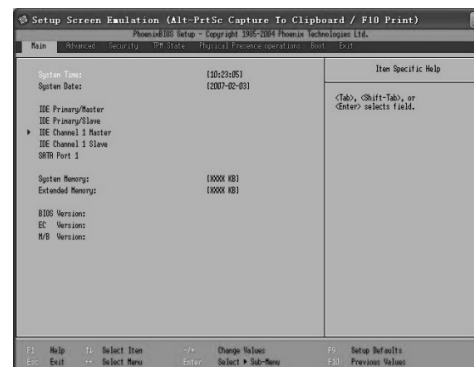 Setup Screen Emulation (Alt-PrtSc Capture To Clipboard / F10 Print)
PhoenixBIOS Setup - Copyright 1985-2004 Phoenix Technologies Ltd.
Main Advanced Security TPM State Physical Presence operations Boot Exit
Item Specific Help
System Time: [10:23:05]
System Date: [2007-02-03]
<Tab>, <Shift-Tab>, or
<Enter> selects field.
IDE Primary/Master
IDE Primary/Slave
IDE Channel 1 Master
IDE Channel 1 Slave
SATA Port 1
System Memory: [XXXX KB]
Extended Memory: [XXXX KB]
BIOS Version:
EC Version:
M/B Version:
F1 Help ↑↓ Select Item -/+ Change Values F9 Setup Defaults
Esc Exit ↔ Select Menu Enter Select ▶ Sub-Menu F10 Previous Values